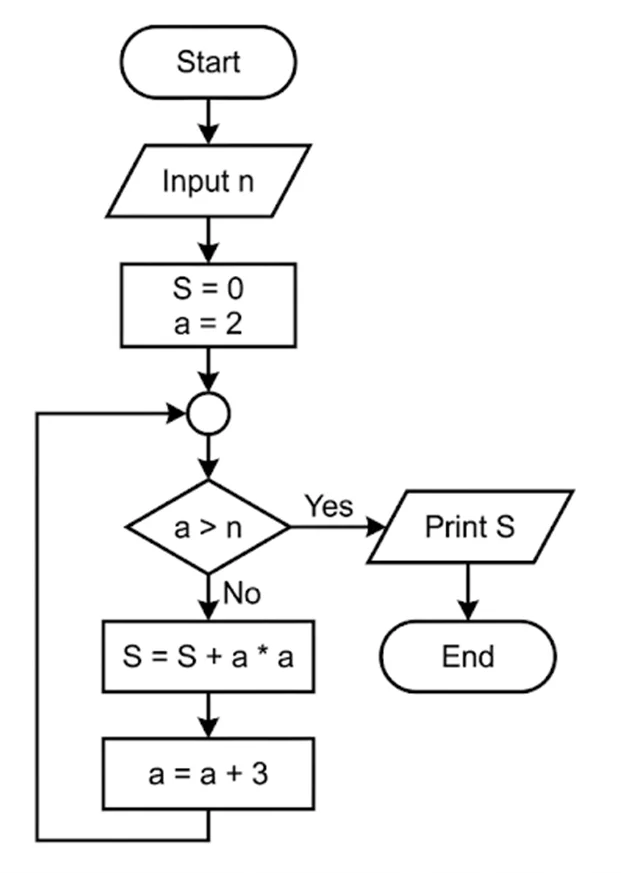 Start
Input n
S = 0
a = 2
a > n
Yes
Print S
No
S = S + a * a
End
a = a + 3